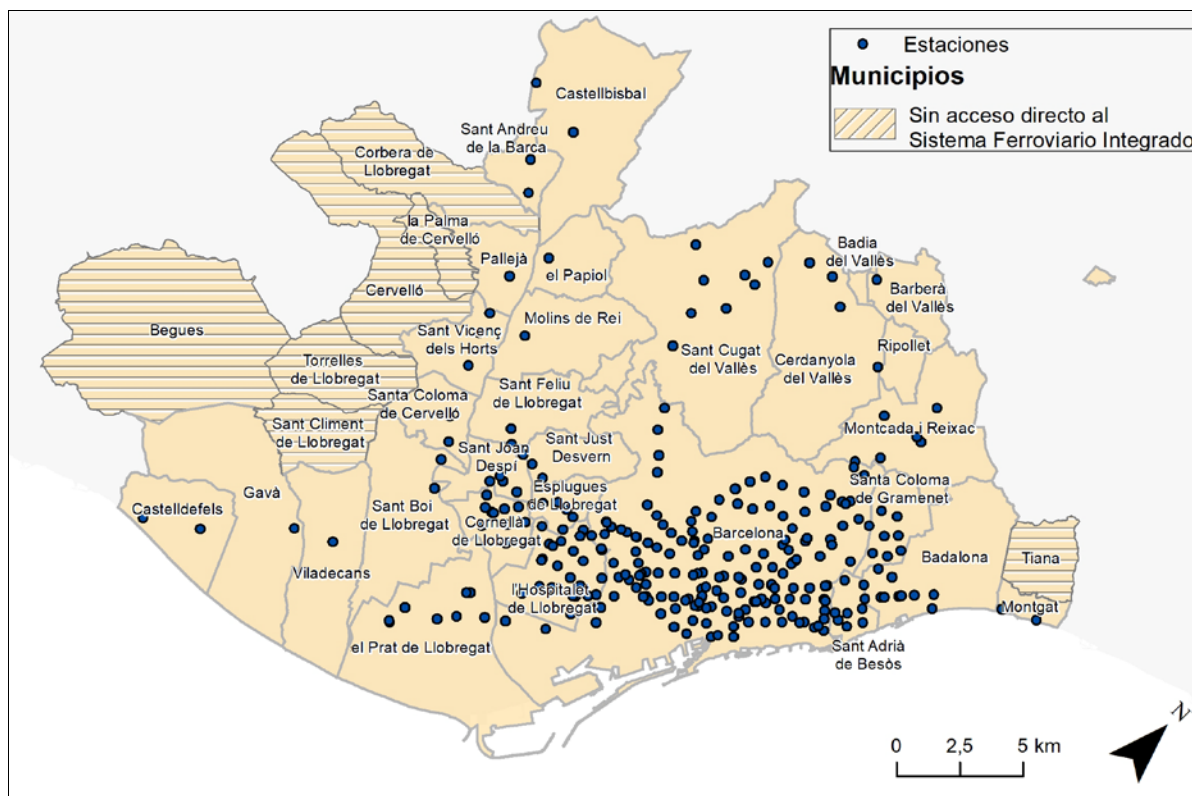 Estaciones
Municipios
Sin acceso directo al
Sistema Ferroviario Integrado
Castellbisbal
Sant Andreu
de la Barca
Corbera de
Llobregat
la Palma
de Cervelló
Pallejà
el Papiol
Badia
del Vallès
Barberà
del Vallès
Cervelló
Begues
Molins de Rei
Sant Vicenç
dels Horts
Ripollet
Sant Cugat
del Vallès
Cerdanyola
del Vallès
Torrelles
de Llobregat
Sant Feliu
de Llobregat
Santa Coloma
de Cervelló
Sant Climent
de Llobregat
Montcada i Reixac
Sant Just
Desvern
Sant Joan
Despí
Santa Coloma
de Gramenet
Esplugues
de Llobregat
Gavà
Castelldefels
Sant Boi
de Llobregat
Cornellà
de Llobregat
Barcelona
Badalona
Tiana
Viladecans
l'Hospitalet
de Llobregat
Montgat
el Prat de Llobregat
Sant Adrià
de Besòs
N
0 2,5 5 km